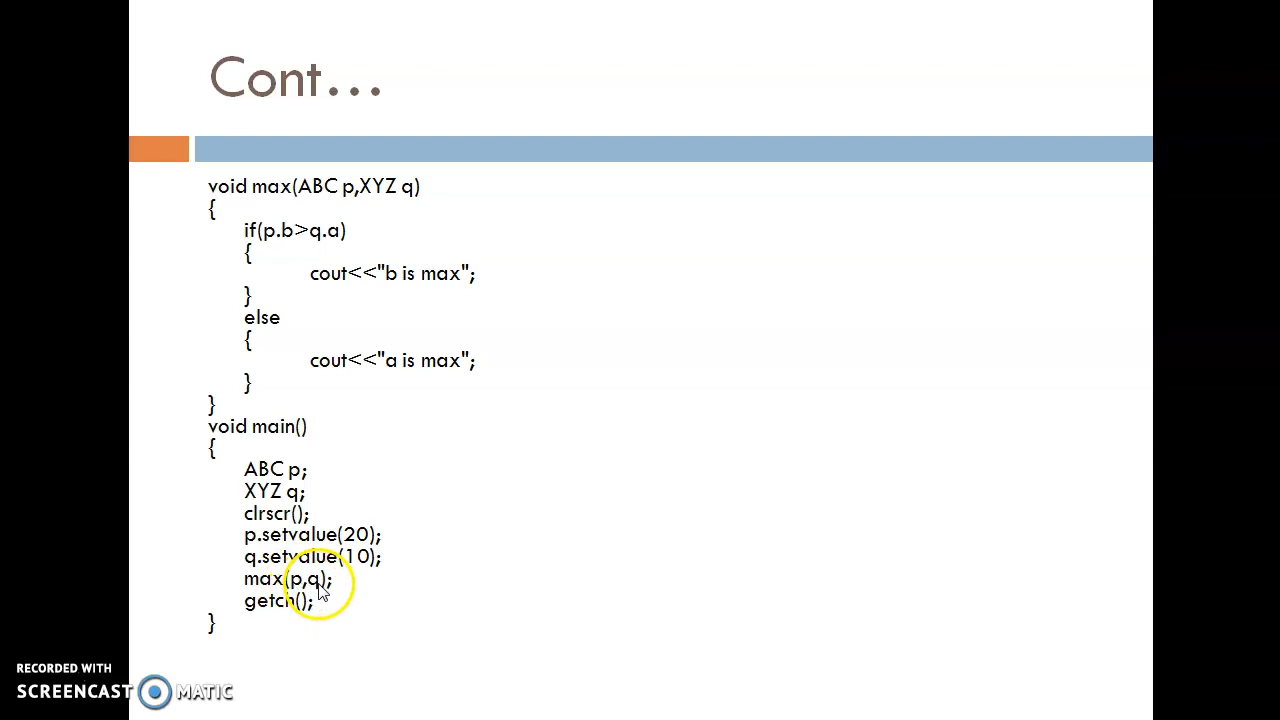 Cont...
void max(ABC p,XYZ q)
{
if(p.b>q.a)
{
cout<<"b is max";
}
else
{
cout<<"a is max";
}
}
void main()
{
ABC p;
XYZ q;
clrscr();
p.setvalue(20);
q.setvalue(10);
max(p,q);
getch();
}
RECORDED WITH
SCREENCAST MATIC